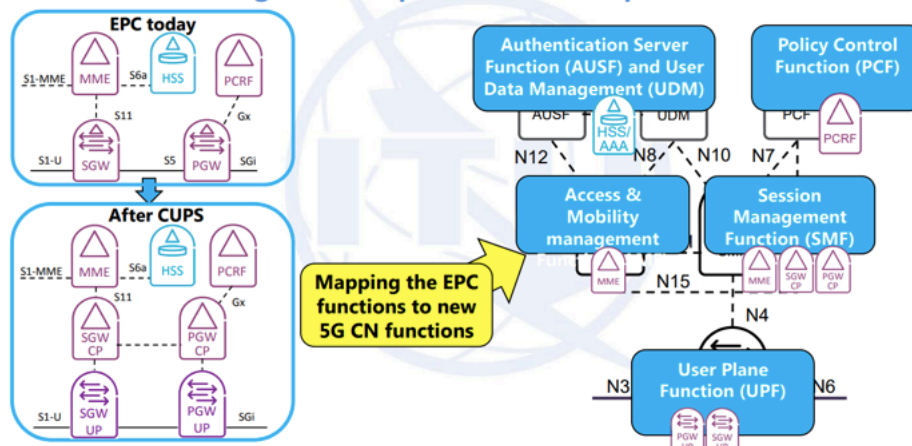 EPC today
S1-MME
MME
S6a
HSS
PCRF
S11
Gx
S1-U
SGW
S5
PGW
SGi
After CUPS
S1-MME
MME
S6a
HSS
PCRF
S11
Gx
SGW
CP
PGW
CP
S1-U
SGW
UP
PGW
UP
SGi
Mapping the EPC
functions to new
5G CN functions
Authentication Server
Function (AUSF) and User
Data Management (UDM)
AUSF
HSS/
AAA
UDM
Policy Control
Function (PCF)
PCF
PCRF
N12
N8
N10
N7
Access &
Mobility
management
MME
Session
Management
Function (SMF)
MME
SGW
CP
PGW
CP
N15
N4
User Plane
Function (UPF)
N3
N6
PGW
UP
SGW
UP